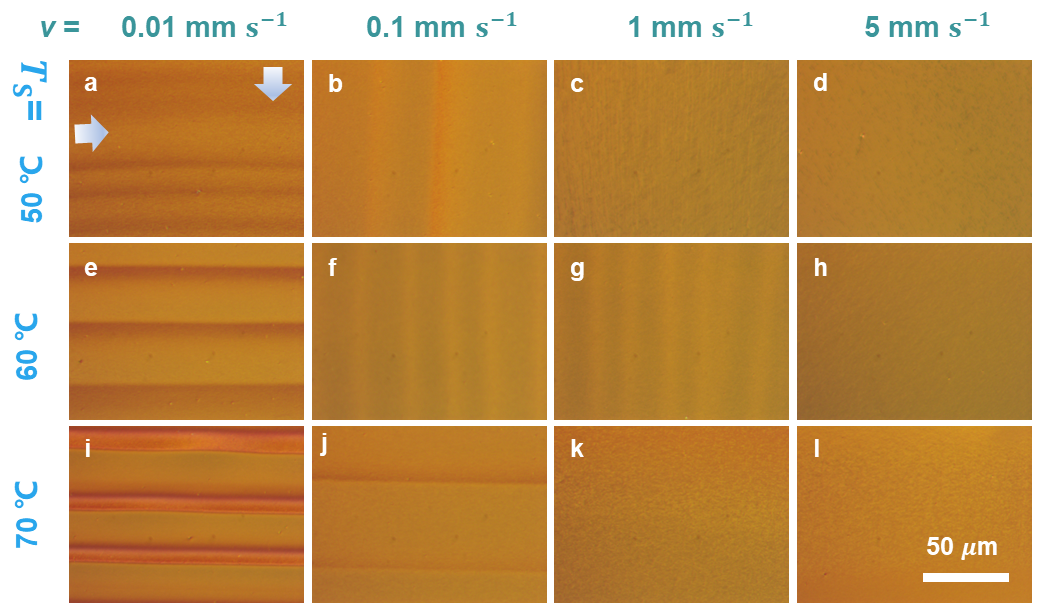 v = 0.01 mm s⁻¹ 0.1 mm s⁻¹ 1 mm s⁻¹ 5 mm s⁻¹
T_S = 50 °C
a b c d
60 °C
e f g h
70 °C
i j k l
50 μm